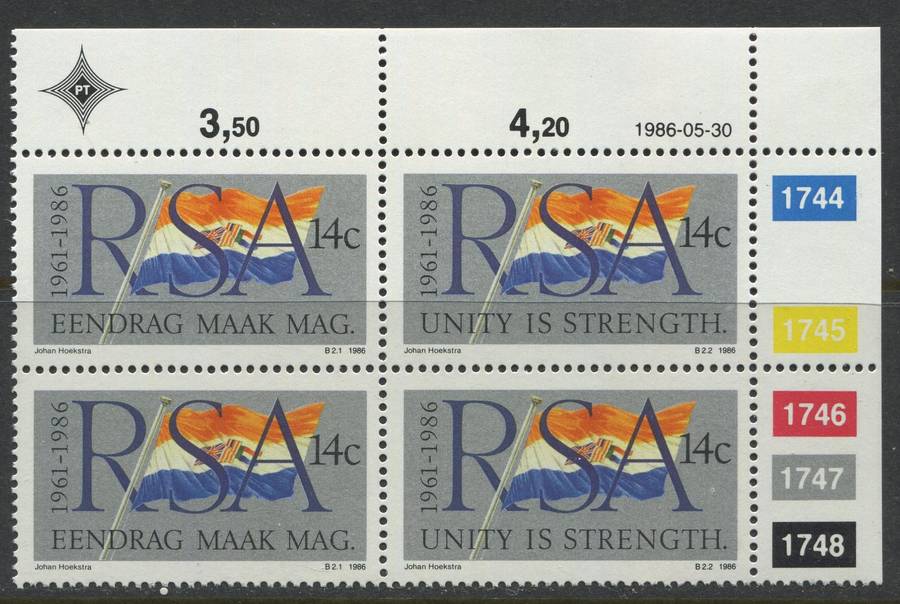 PT
3,50
4,20
1986-05-30
1961-1986
RSA
14c
EENDRAG MAAK MAG.
Johan Hoekstra
B 2.1 1986
1961-1986
RSA
14c
UNITY IS STRENGTH.
Johan Hoekstra
B 2.2 1986
1744
1745
1961-1986
RSA
14c
EENDRAG MAAK MAG.
Johan Hoekstra
B 2.1 1986
1961-1986
RSA
14c
UNITY IS STRENGTH.
Johan Hoekstra
B 2.2 1986
1746
1747
1748